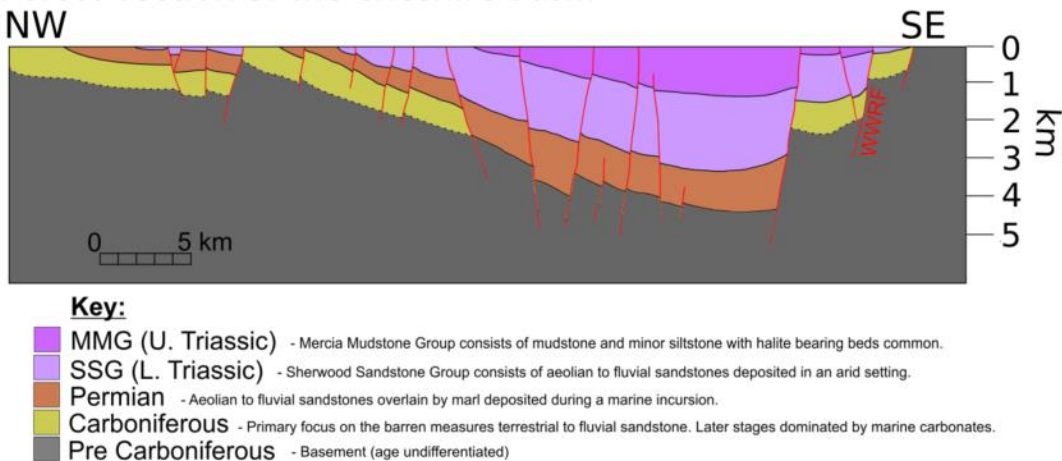 NW
SE
0
1
2
3
4
5
km
WWRF
0 5 km
Key:
MMG (U. Triassic) - Mercia Mudstone Group consists of mudstone and minor siltstone with halite bearing beds common.
SSG (L. Triassic) - Sherwood Sandstone Group consists of aeolian to fluvial sandstones deposited in an arid setting.
Permian - Aeolian to fluvial sandstones overlain by marl deposited during a marine incursion.
Carboniferous - Primary focus on the barren measures terrestrial to fluvial sandstone. Later stages dominated by marine carbonates.
Pre Carboniferous - Basement (age undifferentiated)